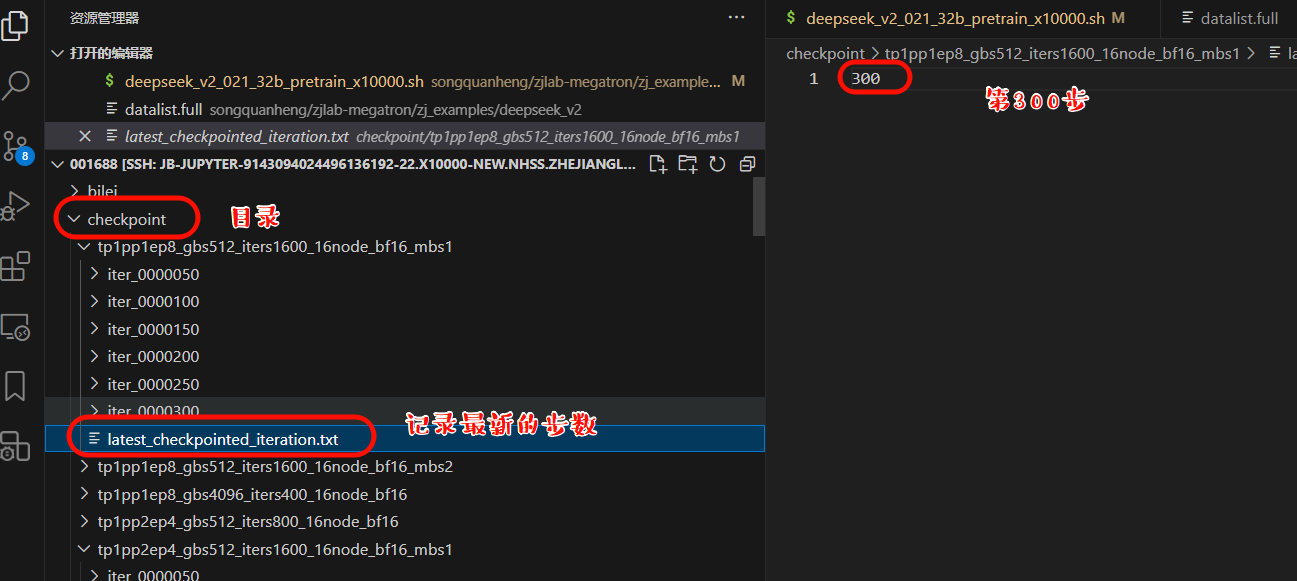 资源管理器
打开的编辑器
$ deepseek_v2_021_32b_pretrain_x10000.sh songquanheng/zjlab-megatron/zj_example... M
datalist.full songquanheng/zjlab-megatron/zj_examples/deepseek_v2
latest_checkpointed_iteration.txt checkpoint/tp1pp1ep8_gbs512_iters1600_16node_bf16_mbs1
8
001688 [SSH: JB-JUPYTER-9143094024496136192-22.X10000-NEW.NHSS.ZHEJIANGL...
bilei
checkpoint
目录
tp1pp1ep8_gbs512_iters1600_16node_bf16_mbs1
iter_0000050
iter_0000100
iter_0000150
iter_0000200
iter_0000250
iter_0000300
latest_checkpointed_iteration.txt
记录最新的步数
tp1pp1ep8_gbs512_iters1600_16node_bf16_mbs2
tp1pp1ep8_gbs4096_iters400_16node_bf16
tp1pp2ep4_gbs512_iters800_16node_bf16
tp1pp2ep4_gbs512_iters1600_16node_bf16_mbs1
iter_0000050
$ deepseek_v2_021_32b_pretrain_x10000.sh M
datalist.full
checkpoint > tp1pp1ep8_gbs512_iters1600_16node_bf16_mbs1 > la
1 300
第300步